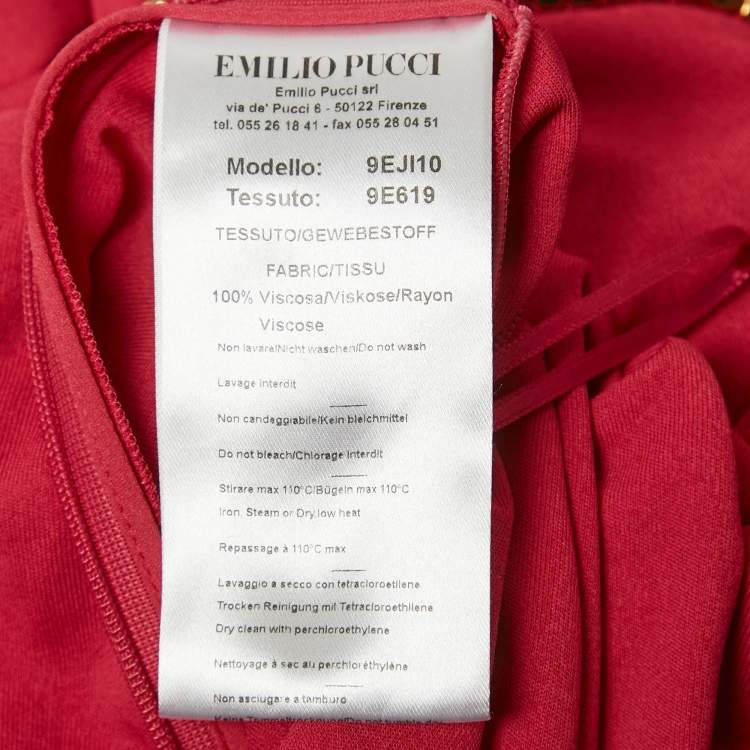 EMILIO PUCCI
Emilio Pucci srl
via de' Pucci 6 - 50122 Firenze
tel. 055 26 18 41 - fax 055 28 04 51
Modello: 9EJI10
Tessuto: 9E619
TESSUTO/GEWEBESTOFF
FABRIC/TISSU
100% Viscosa/Viskose/Rayon
Viscose
Non lavare/Nicht waschen/Do not wash
Lavage interdit
Non candeggiabile/Kein bleichmittel
Do not bleach/Chlorage interdit
Stirare max 110°C/Bügeln max 110°C
Iron, Steam or Dry,low heat
Repassage à 110°C max
Lavaggio a secco con tetracloroetilene
Trocken Reinigung mit Tetracloroethilene
Dry clean with perchloroethylene
Nettoyage à sec au perchloréthylène
Non asciugare a tamburo